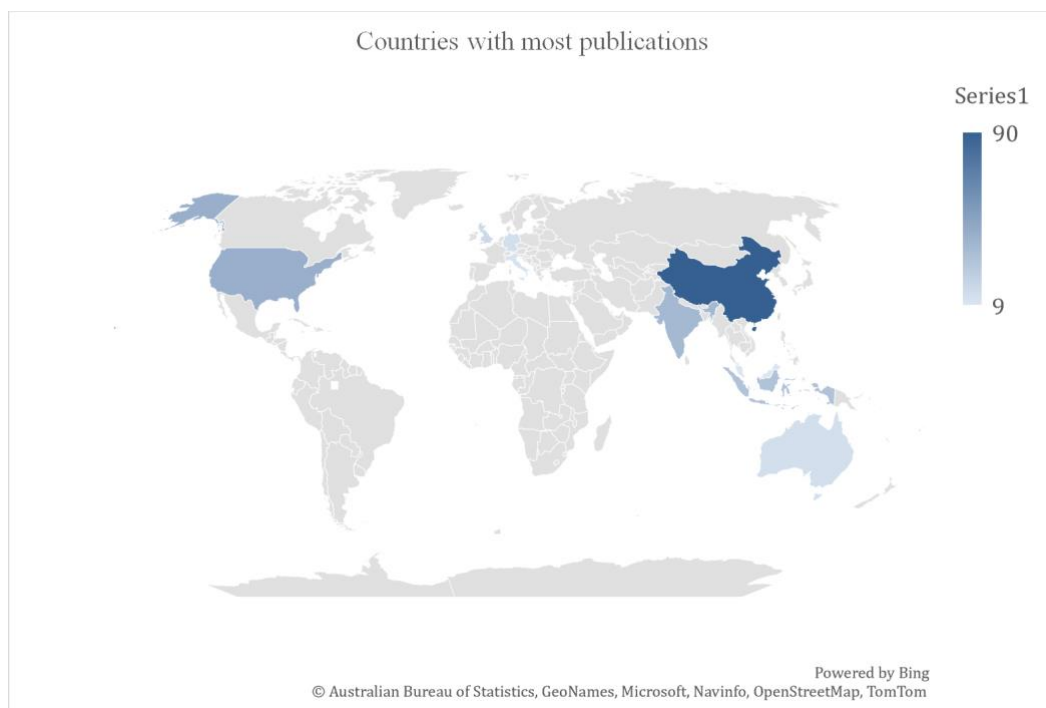 Countries with most publications
Series1
90
9
Powered by Bing
© Australian Bureau of Statistics, GeoNames, Microsoft, Navinfo, OpenStreetMap, TomTom